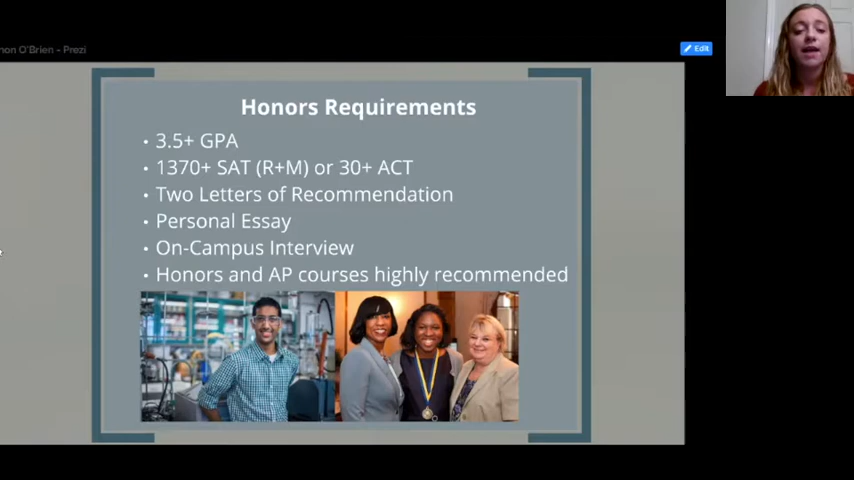 non O'Brien - Prezi
Edit
Honors Requirements
• 3.5+ GPA
• 1370+ SAT (R+M) or 30+ ACT
• Two Letters of Recommendation
• Personal Essay
• On-Campus Interview
• Honors and AP courses highly recommended